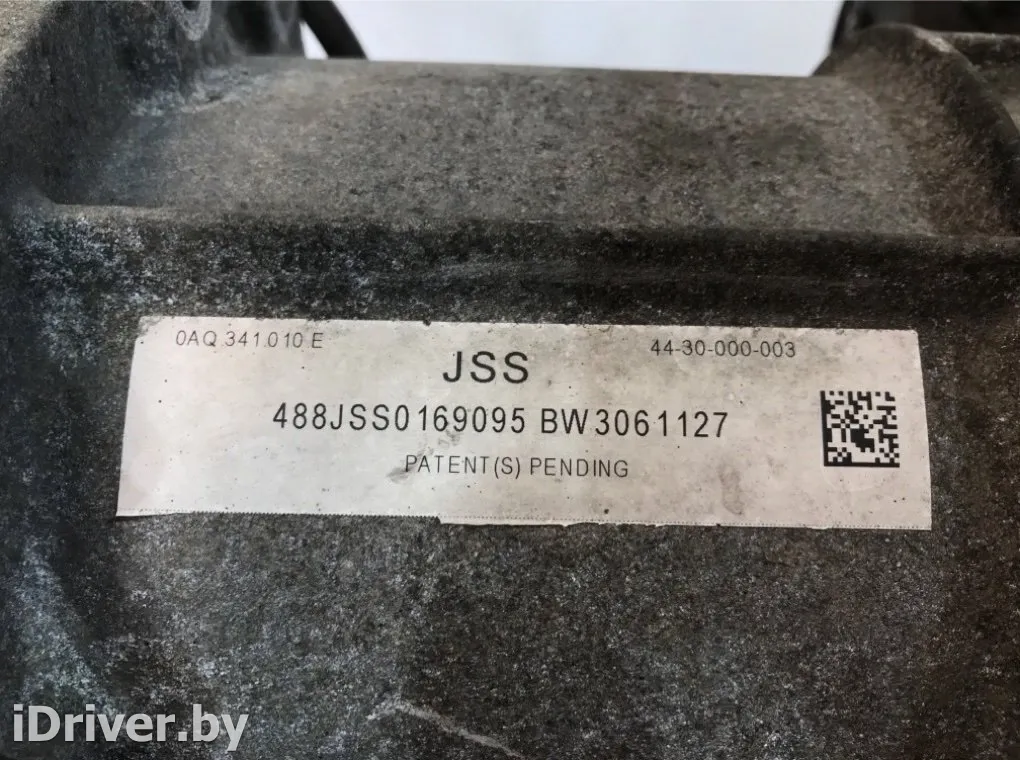 0AQ 341.010 E
44-30-000-003
JSS
488JSS0169095 BW3061127
PATENT(S) PENDING
iDriver.by